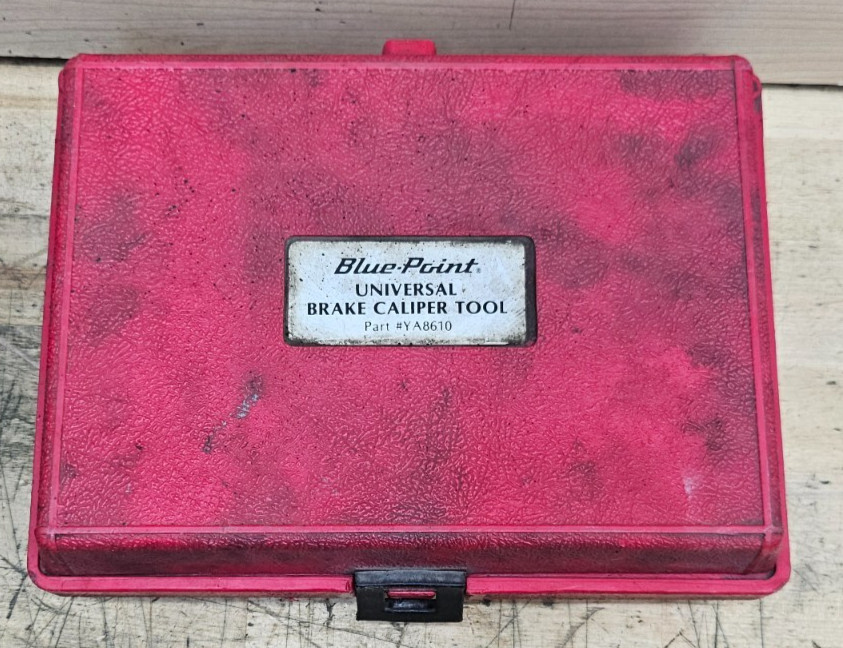 Blue-Point®
UNIVERSAL
BRAKE CALIPER TOOL
Part #YA8610